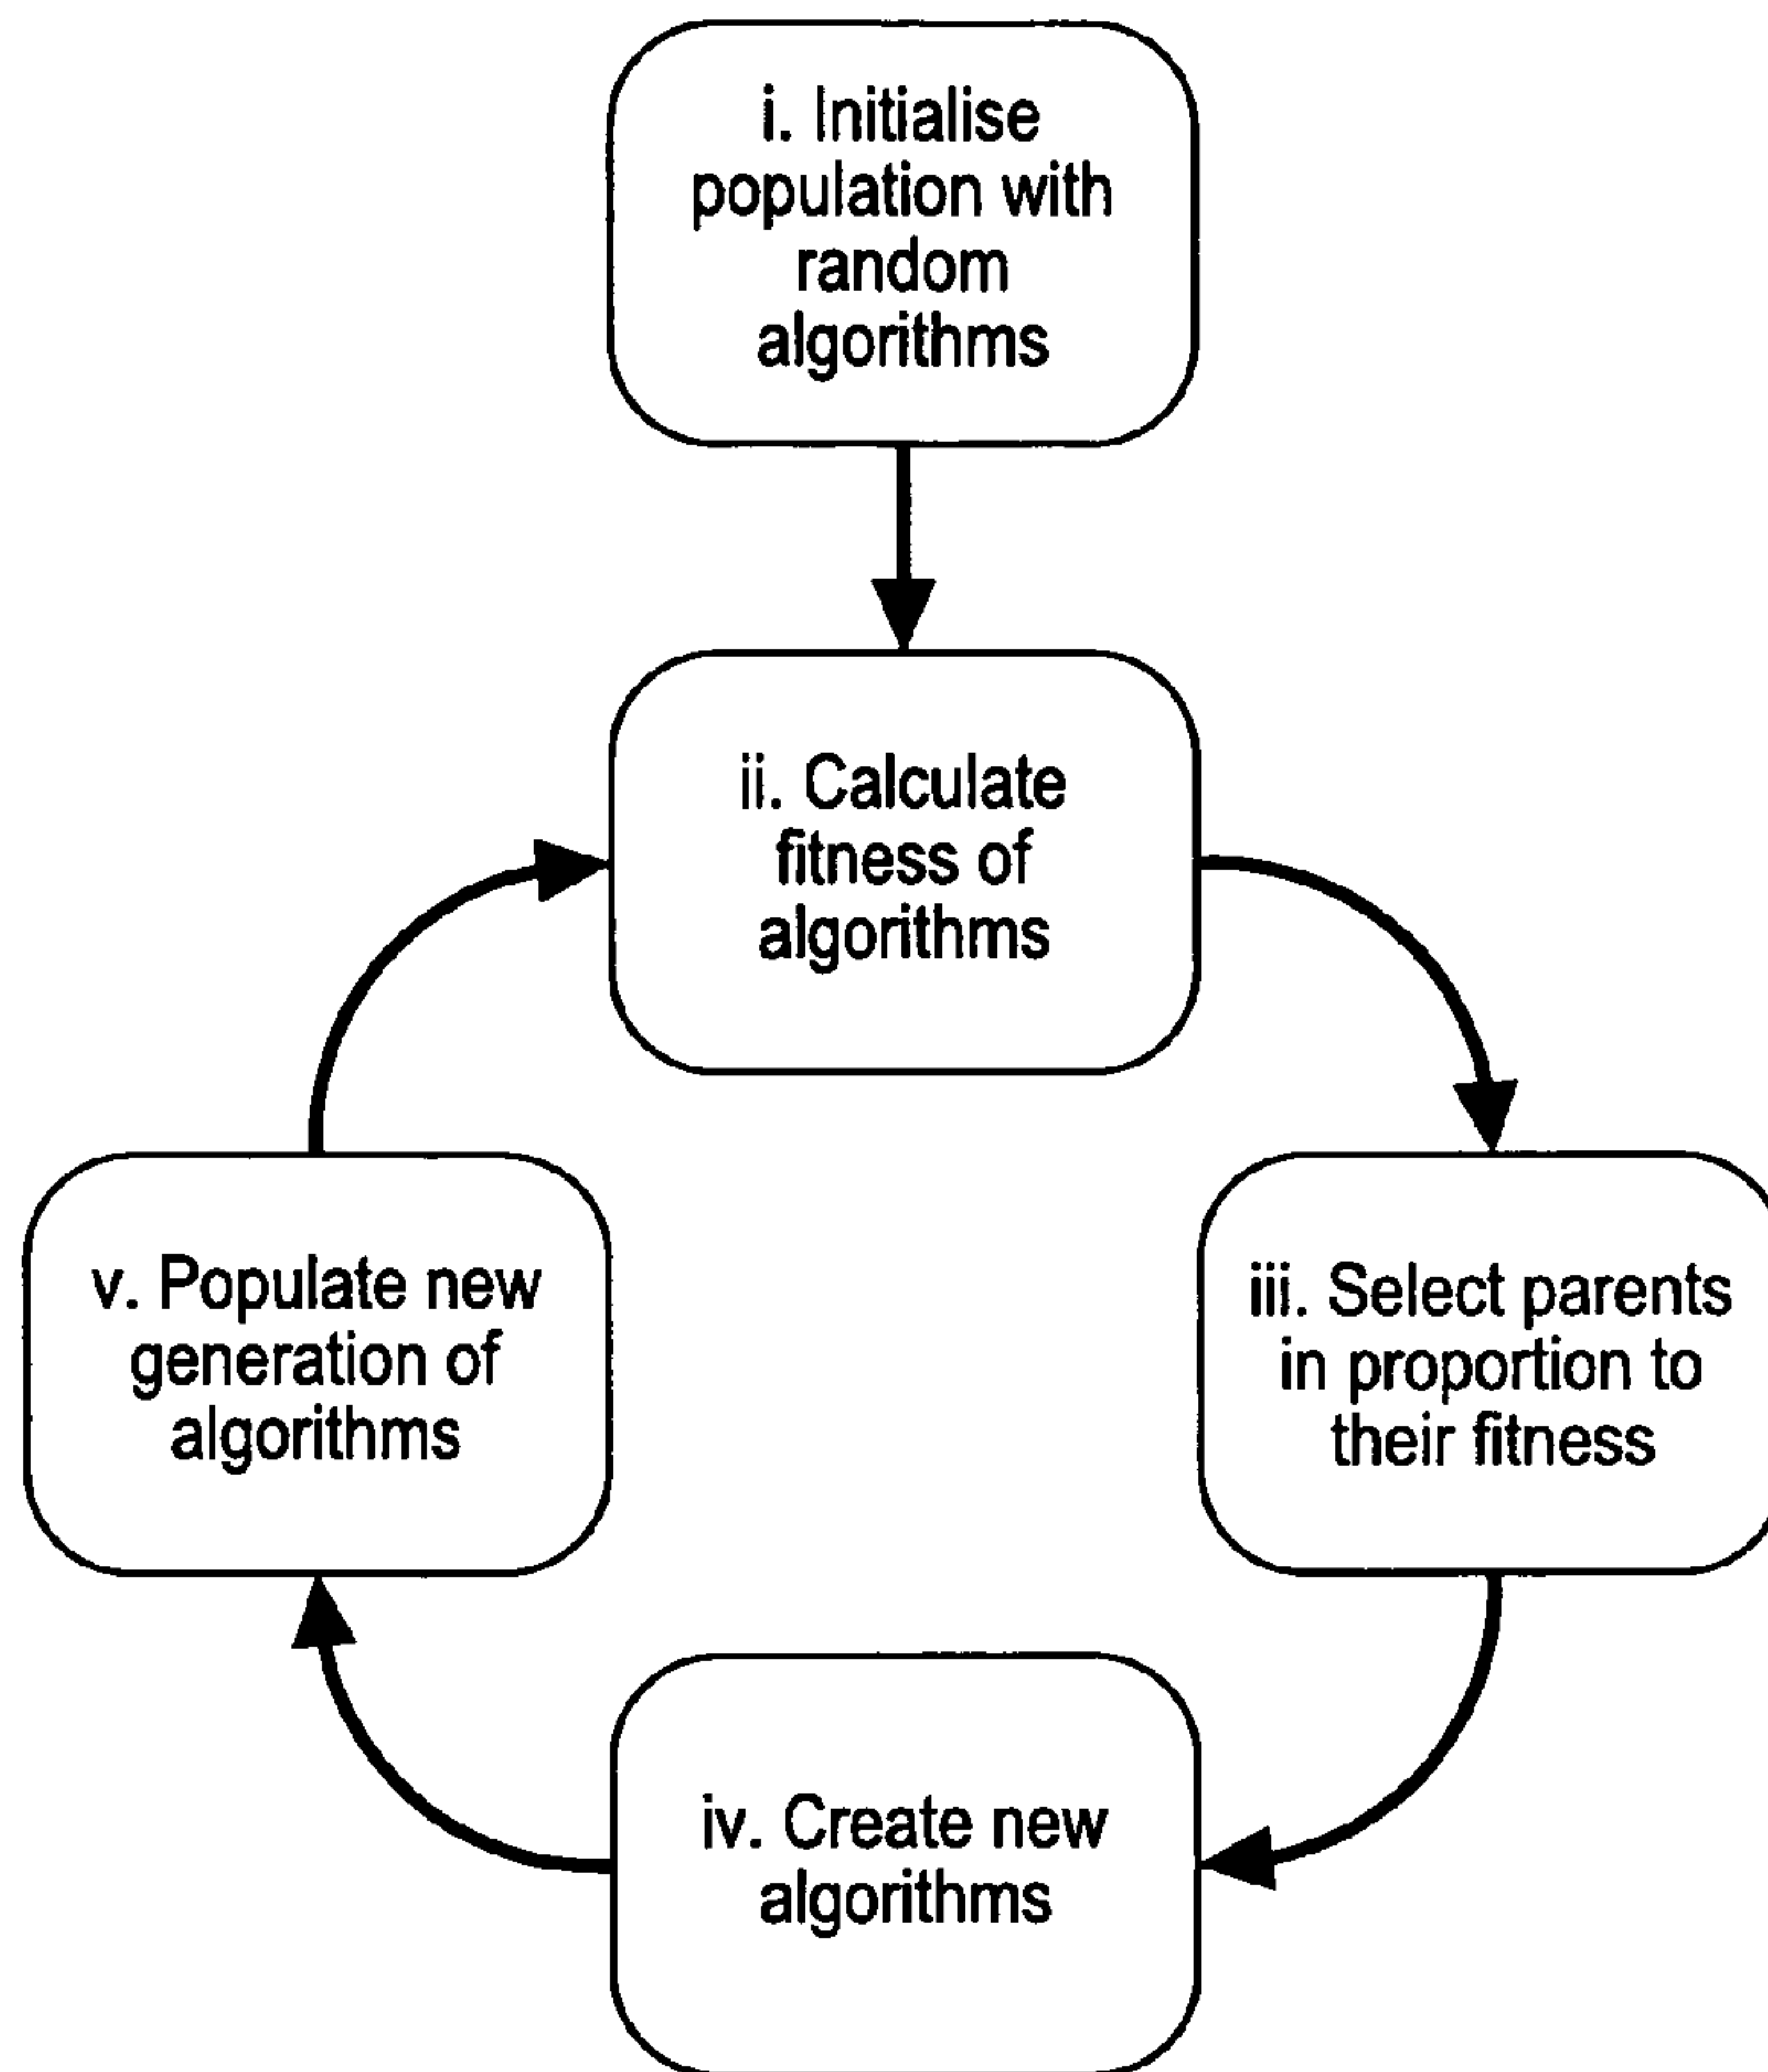 i. Initialise
population with
random
algorithms
ii. Calculate
fitness of
algorithms
iii. Select parents
in proportion to
their fitness
iv. Create new
algorithms
v. Populate new
generation of
algorithms